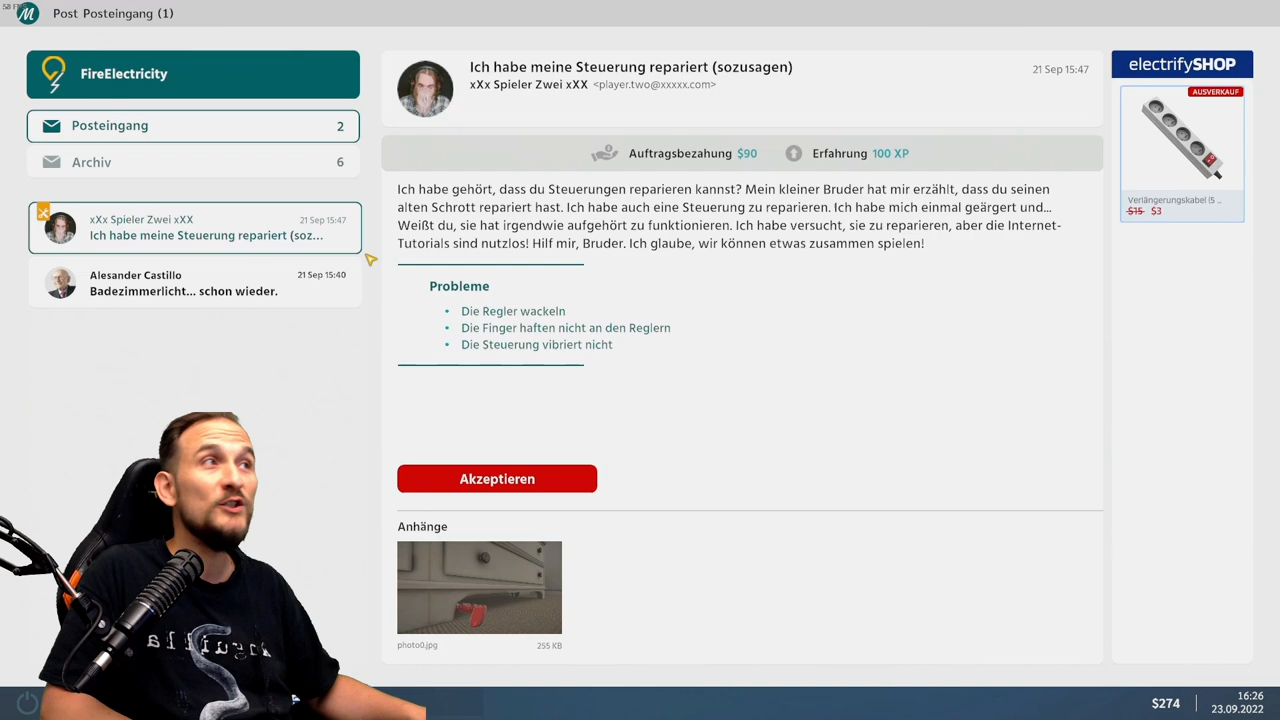 58 F
Post Posteingang (1)
FireElectricity
Posteingang 2
Archiv 6
xXx Spieler Zwei xXX 21 Sep 15:47
Ich habe meine Steuerung repariert (soz...
Alesander Castillo 21 Sep 15:40
Badezimmerlicht... schon wieder.
Ich habe meine Steuerung repariert (sozusagen)
21 Sep 15:47
xXx Spieler Zwei xXX <player.two@xxxxx.com>
Auftragsbezahung $90 Erfahrung 100 XP
Ich habe gehört, dass du Steuerungen reparieren kannst? Mein kleiner Bruder hat mir erzählt, dass du seinen
alten Schrott repariert hast. Ich habe auch eine Steuerung zu reparieren. Ich habe mich einmal geärgert und...
Weißt du, sie hat irgendwie aufgehört zu funktionieren. Ich habe versucht, sie zu reparieren, aber die Internet-
Tutorials sind nutzlos! Hilf mir, Bruder. Ich glaube, wir können etwas zusammen spielen!
Probleme
• Die Regler wackeln
• Die Finger haften nicht an den Reglern
• Die Steuerung vibriert nicht
Akzeptieren
Anhänge
photo0.jpg 255 KB
electrifySHOP
AUSVERKAUF
Verlängerungskabel (5 ...
$15 $3
$274
16:26
23.09.2022